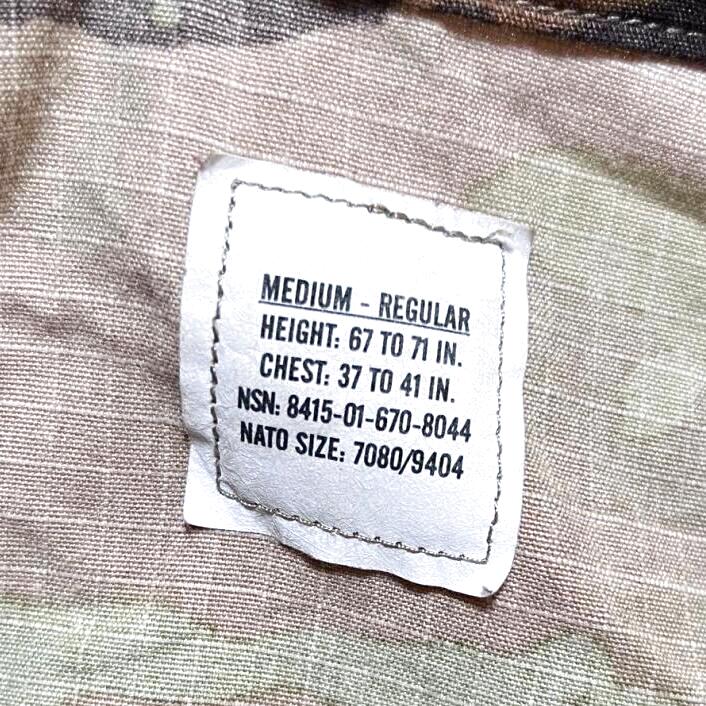 MEDIUM - REGULAR
HEIGHT: 67 TO 71 IN.
CHEST: 37 TO 41 IN.
NSN: 8415-01-670-8044
NATO SIZE: 7080/9404